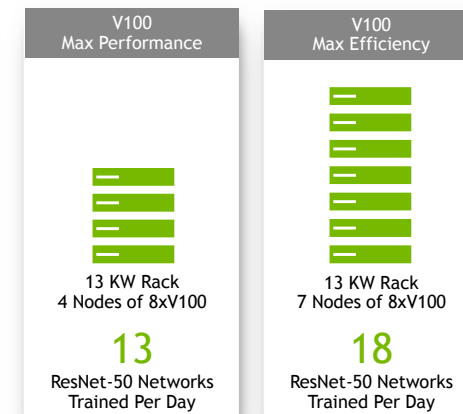 V100
Max Performance
13 KW Rack
4 Nodes of 8xV100
13
ResNet-50 Networks
Trained Per Day
V100
Max Efficiency
13 KW Rack
7 Nodes of 8xV100
18
ResNet-50 Networks
Trained Per Day